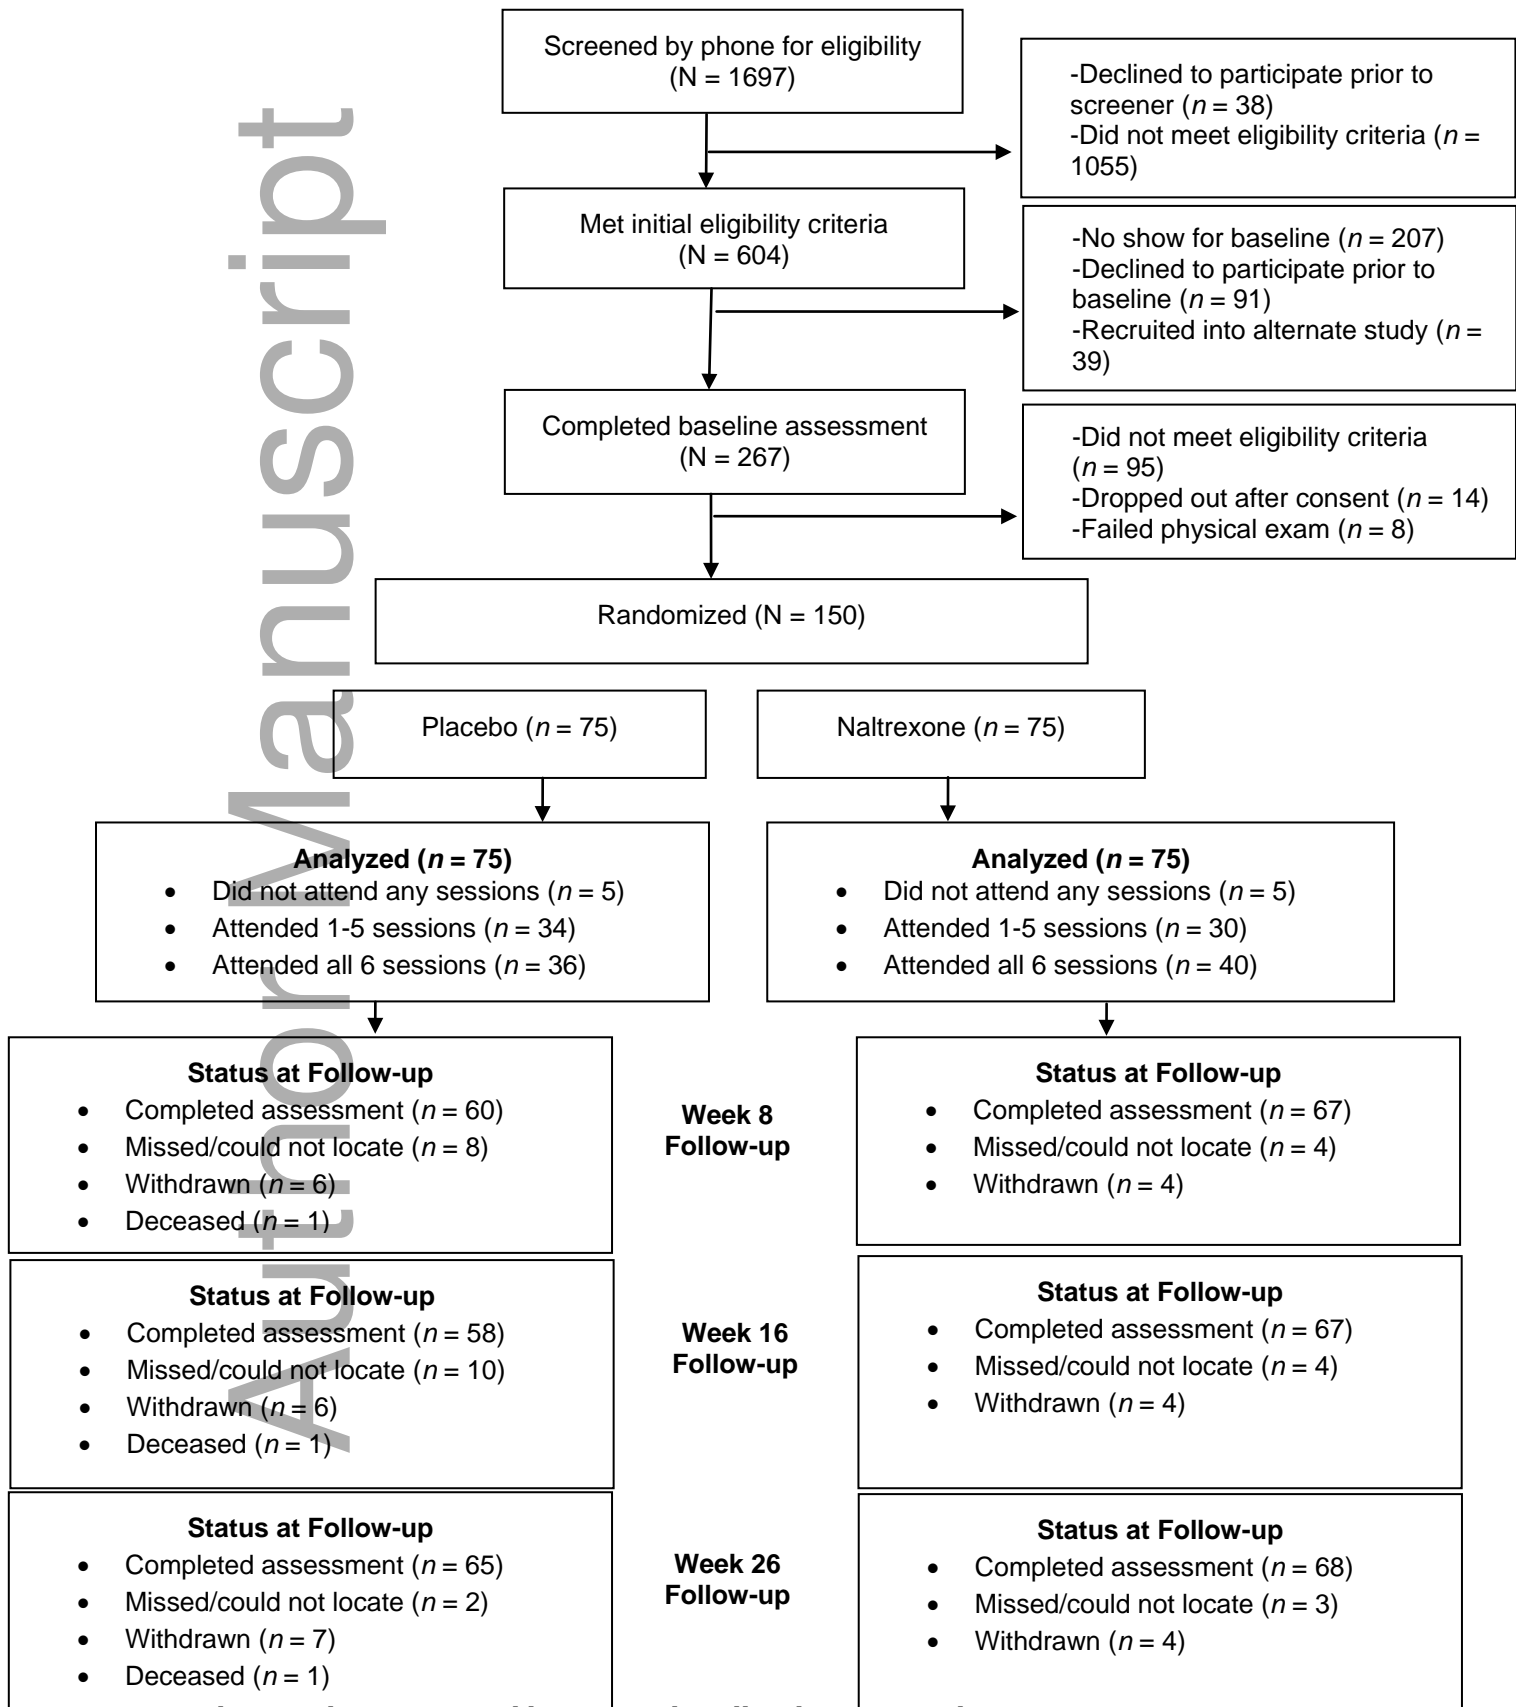 Screened by phone for eligibility
(N = 1697)
-Declined to participate prior to
screener (n = 38)
-Did not meet eligibility criteria (n =
1055)
Met initial eligibility criteria
(N = 604)
-No show for baseline (n = 207)
-Declined to participate prior to
baseline (n = 91)
-Recruited into alternate study (n =
39)
Completed baseline assessment
(N = 267)
-Did not meet eligibility criteria
(n = 95)
-Dropped out after consent (n = 14)
-Failed physical exam (n = 8)
Randomized (N = 150)
Placebo (n = 75)
Naltrexone (n = 75)
Analyzed (n = 75)
• Did not attend any sessions (n = 5)
• Attended 1-5 sessions (n = 34)
• Attended all 6 sessions (n = 36)
Analyzed (n = 75)
• Did not attend any sessions (n = 5)
• Attended 1-5 sessions (n = 30)
• Attended all 6 sessions (n = 40)
Status at Follow-up
• Completed assessment (n = 60)
• Missed/could not locate (n = 8)
• Withdrawn (n = 6)
• Deceased (n = 1)
Week 8
Follow-up
Status at Follow-up
• Completed assessment (n = 67)
• Missed/could not locate (n = 4)
• Withdrawn (n = 4)
Status at Follow-up
• Completed assessment (n = 58)
• Missed/could not locate (n = 10)
• Withdrawn (n = 6)
• Deceased (n = 1)
Week 16
Follow-up
Status at Follow-up
• Completed assessment (n = 67)
• Missed/could not locate (n = 4)
• Withdrawn (n = 4)
Status at Follow-up
• Completed assessment (n = 65)
• Missed/could not locate (n = 2)
• Withdrawn (n = 7)
• Deceased (n = 1)
Week 26
Follow-up
Status at Follow-up
• Completed assessment (n = 68)
• Missed/could not locate (n = 3)
• Withdrawn (n = 4)
Author Manuscript